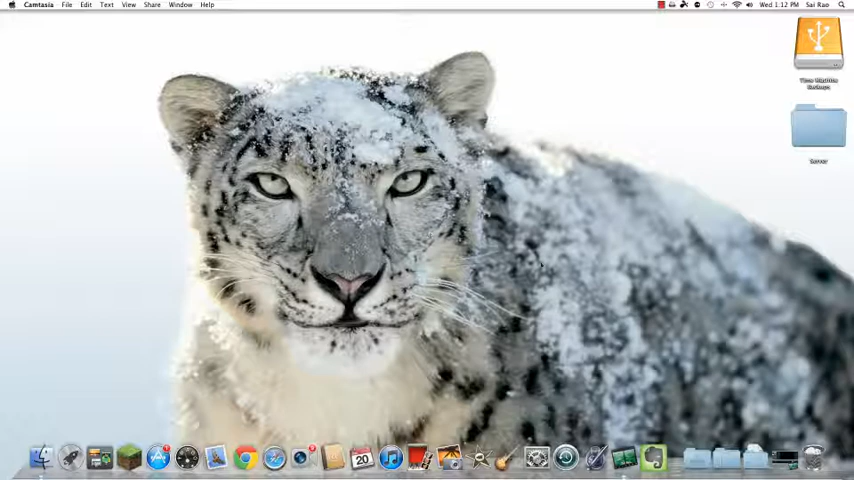 Camtasia File Edit Text View Share Window Help Wed 1:12 PM Sai Rao
Time Machine
Backups
Server
20